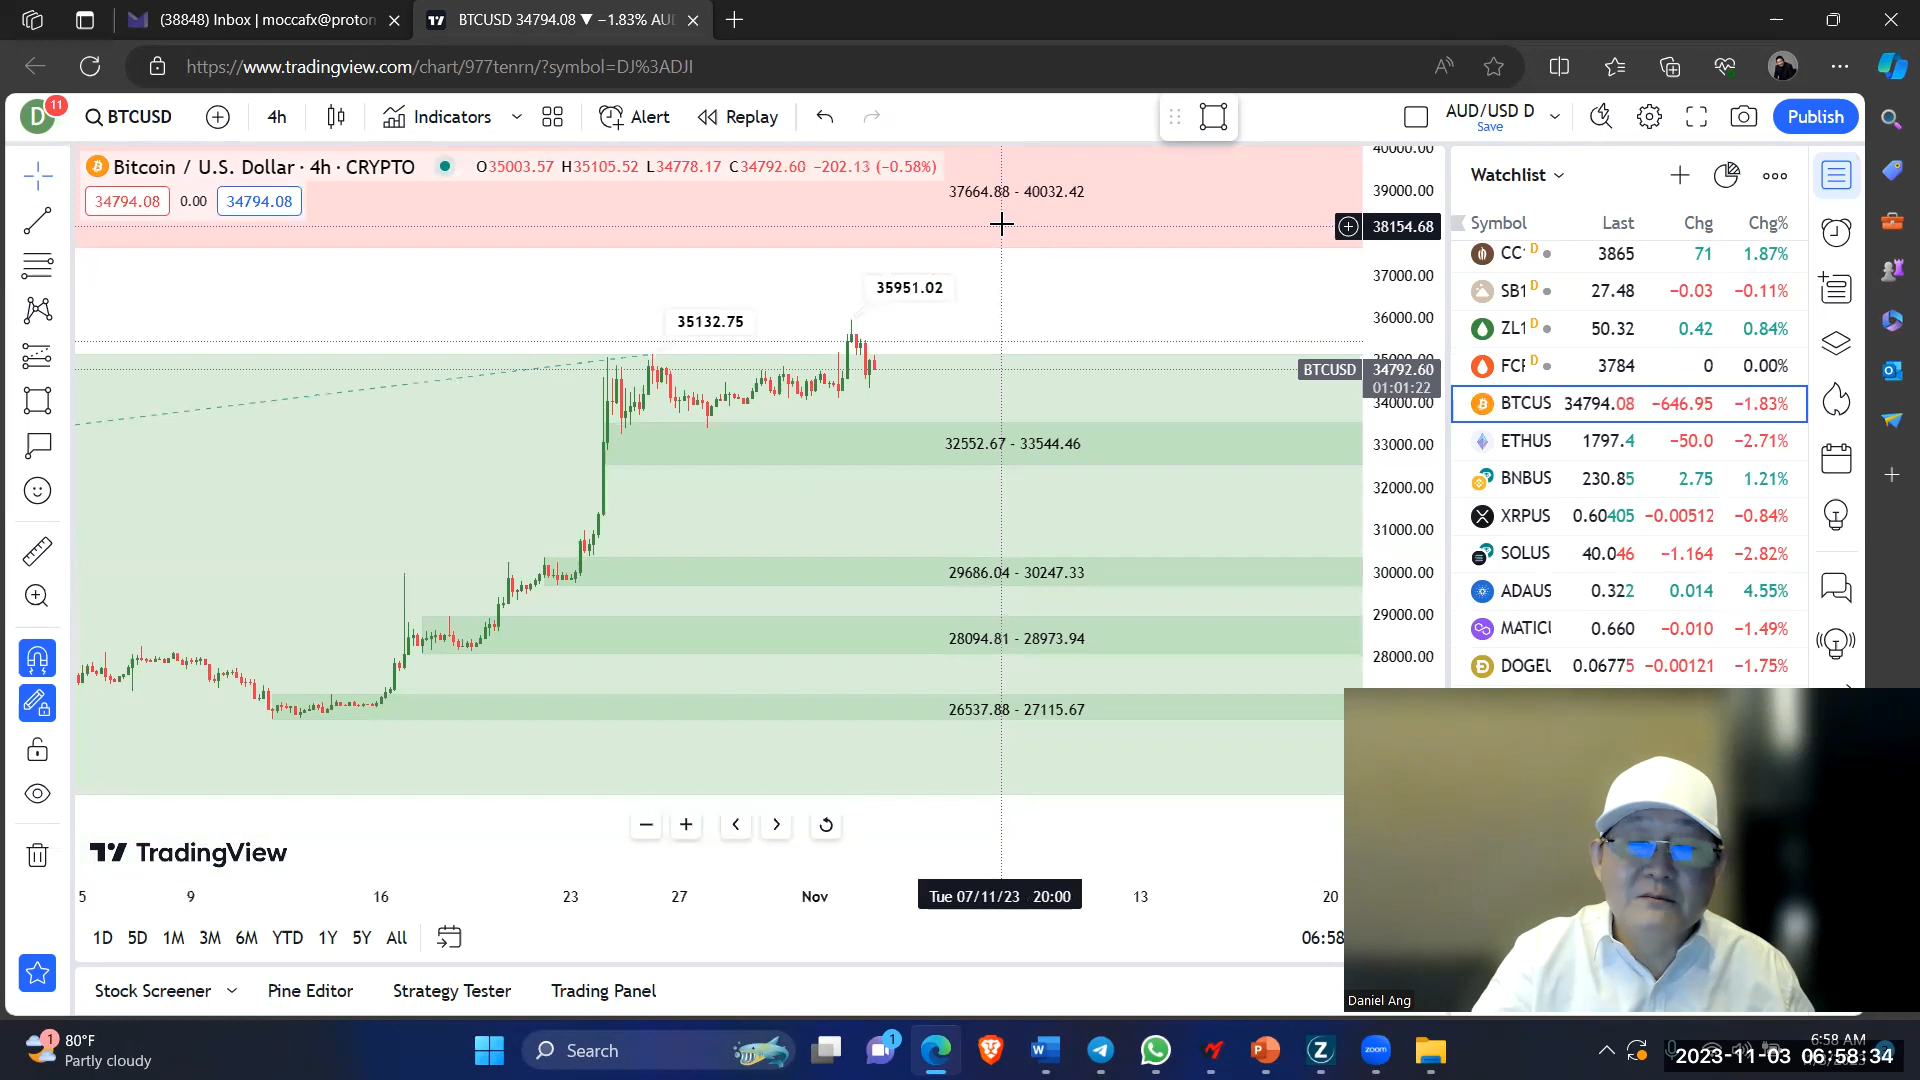 (38848) Inbox | moccafx@proton
BTCUSD 34794.08 ▼ −1.83% AU
https://www.tradingview.com/chart/977tenrn/?symbol=DJ%3ADJI
D
11
BTCUSD
4h
Indicators
Alert
Replay
AUD/USD D
Save
Publish
Bitcoin / U.S. Dollar · 4h · CRYPTO
O35003.57 H35105.52 L34778.17 C34792.60 −202.13 (−0.58%)
34794.08
0.00
34794.08
37664.88 - 40032.42
35951.02
35132.75
32552.67 - 33544.46
29686.04 - 30247.33
28094.81 - 28973.94
26537.88 - 27115.67
40000.00
39000.00
38154.68
37000.00
36000.00
35000.00
BTCUSD
34792.60
01:01:22
34000.00
33000.00
32000.00
31000.00
30000.00
29000.00
28000.00
Watchlist
Symbol Last Chg Chg%
CC D 3865 71 1.87%
SB1 D 27.48 −0.03 −0.11%
ZL1 D 50.32 0.42 0.84%
FCP D 3784 0 0.00%
BTCUS 34794.08 −646.95 −1.83%
ETHUS 1797.4 −50.0 −2.71%
BNBUS 230.85 2.75 1.21%
XRPUS 0.60405 −0.00512 −0.84%
SOLUS 40.046 −1.164 −2.82%
ADAUS 0.322 0.014 4.55%
MATICU 0.660 −0.010 −1.49%
DOGEU 0.06775 −0.00121 −1.75%
TradingView
5 9 16 23 27 Nov Tue 07/11/23 20:00 13 20
1D 5D 1M 3M 6M YTD 1Y 5Y All
06:58
Stock Screener Pine Editor Strategy Tester Trading Panel
Daniel Ang
1
80°F
Partly cloudy
Search
1
zoom
6:58 AM
2023-11-03 06:58:34